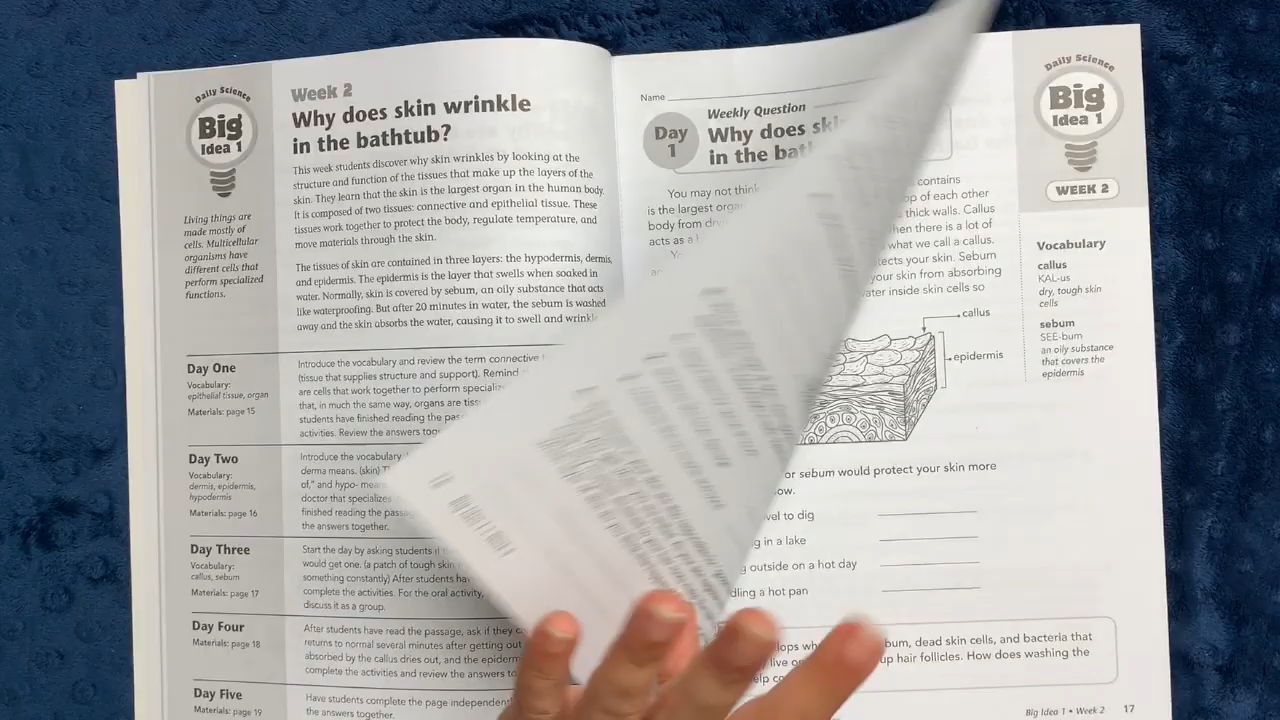 Daily Science
Big
Idea 1
Living things are
made mostly of
cells. Multicellular
organisms have
different cells that
perform specialized
functions.
Week 2
Why does skin wrinkle
in the bathtub?
This week students discover why skin wrinkles by looking at the
structure and function of the tissues that make up the layers of the
skin. They learn that the skin is the largest organ in the human body.
It is composed of two tissues: connective and epithelial tissue. These
tissues work together to protect the body, regulate temperature, and
move materials through the skin.
The tissues of skin are contained in three layers: the hypodermis, dermis,
and epidermis. The epidermis is the layer that swells when soaked in
water. Normally, skin is covered by sebum, an oily substance that acts
like waterproofing. But after 20 minutes in water, the sebum is washed
away and the skin absorbs the water, causing it to swell and wrinkl
Day One
Vocabulary:
epithelial tissue, organ
Materials: page 15
Introduce the vocabulary and review the term connective
(tissue that supplies structure and support). Remind
are cells that work together to perform specializ
that, in much the same way, organs are tiss
students have finished reading the pas
activities. Review the answers tog
Day Two
Vocabulary:
dermis, epidermis,
hypodermis
Materials: page 16
Introduce the vocabulary
derma means. (skin) T
of," and hypo- mea
doctor that specializes
finished reading the passa
the answers together.
Day Three
Vocabulary:
callus, sebum
Materials: page 17
Start the day by asking students if
would get one. (a patch of tough skin
something constantly) After students ha
complete the activities. For the oral activity,
discuss it as a group.
Day Four
Materials: page 18
After students have read the passage, ask if they c
returns to normal several minutes after getting out
absorbed by the callus dries out, and the epiderm
complete the activities and review the answers to
Day Five
Materials: page 19
Have students complete the page independent
the answers together.
Name
Day
1
Weekly Question
Why does ski
in the bat
You may not think
is the largest orga
body from dr
acts as a
Yo
contains
op of each other
thick walls. Callus
hen there is a lot of
what we call a callus.
tects your skin. Sebum
your skin from absorbing
ater inside skin cells so
callus
epidermis
or sebum would protect your skin more
ow.
vel to dig
g in a lake
g outside on a hot day
dling a hot pan
lops wh bum, dead skin cells, and bacteria that
live o up hair follicles. How does washing the
elp co
Daily Science
Big
Idea 1
WEEK 2
Vocabulary
callus
KAL-us
dry, tough skin
cells
sebum
SEE-bum
an oily substance
that covers the
epidermis
Big Idea 1 • Week 2 17